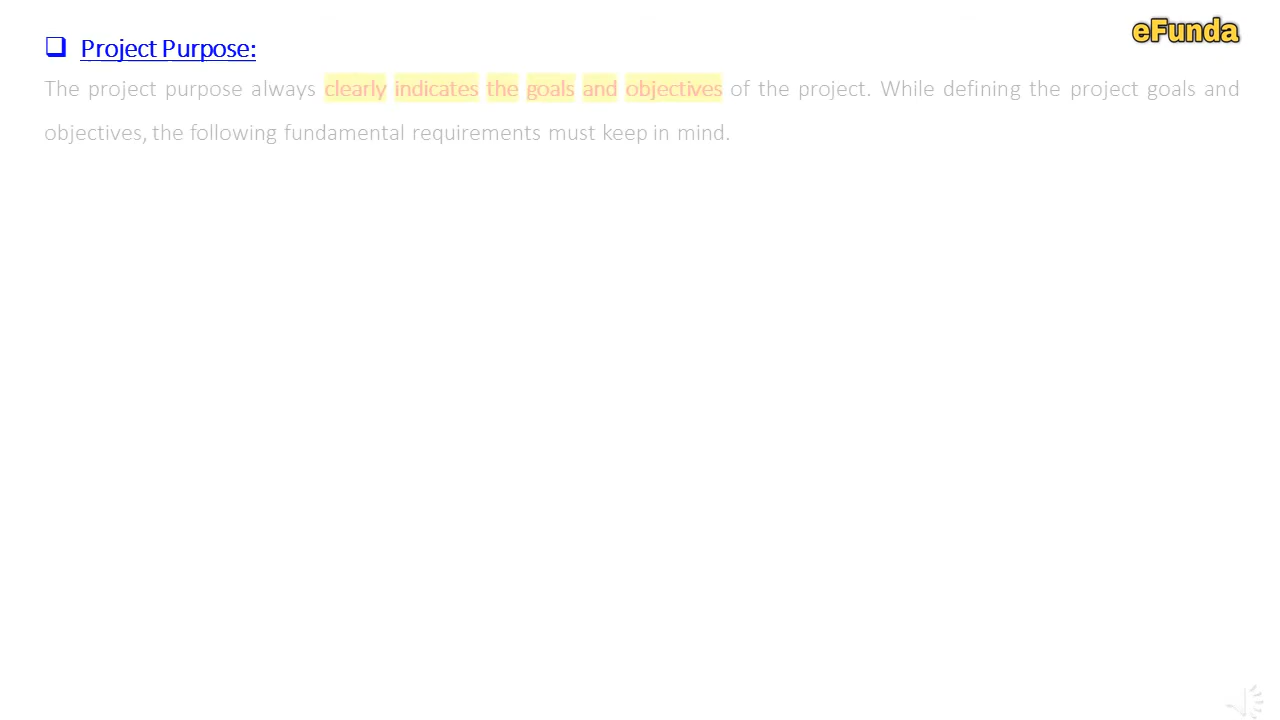 eFunda
❑ Project Purpose:
The project purpose always clearly indicates the goals and objectives of the project. While defining the project goals and
objectives, the following fundamental requirements must keep in mind.